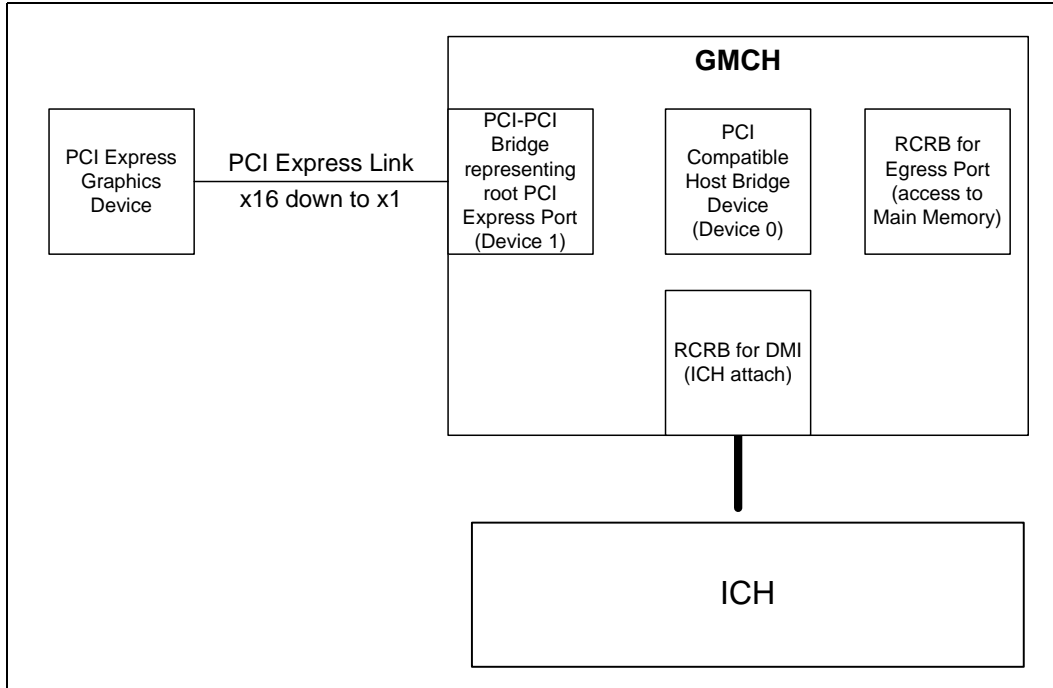 GMCH
PCI Express
Graphics
Device
PCI Express Link
x16 down to x1
PCI-PCI
Bridge
representing
root PCI
Express Port
(Device 1)
PCI
Compatible
Host Bridge
Device
(Device 0)
RCRB for
Egress Port
(access to
Main Memory)
RCRB for DMI
(ICH attach)
ICH